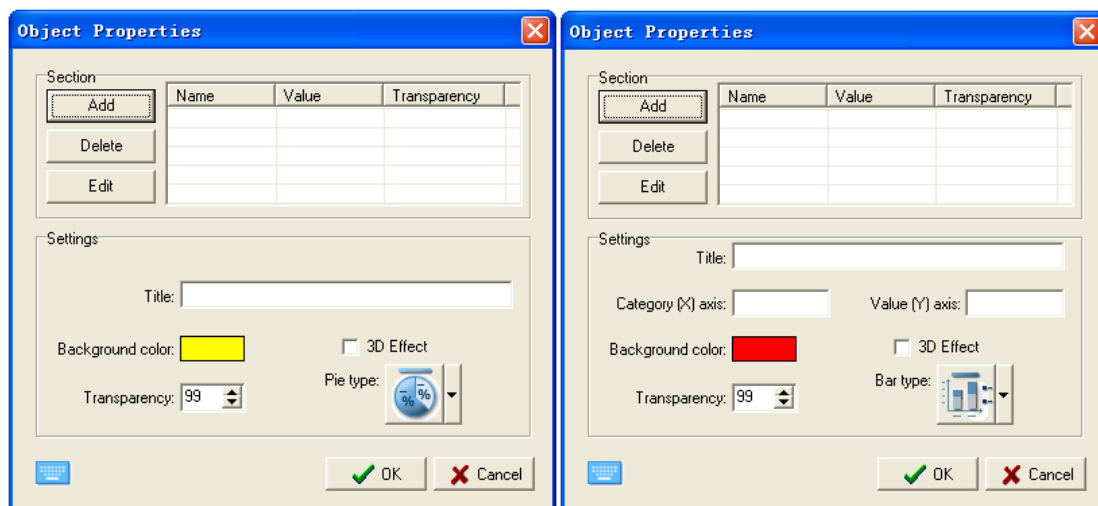 Object Properties
Section
Add
Name Value Transparency
Delete
Edit
Settings
Title:
Background color:
3D Effect
Transparency: 99
Pie type:
% %
OK
Cancel
Object Properties
Section
Add
Name Value Transparency
Delete
Edit
Settings
Title:
Category (X) axis:
Value (Y) axis:
Background color:
3D Effect
Transparency: 99
Bar type:
OK
Cancel